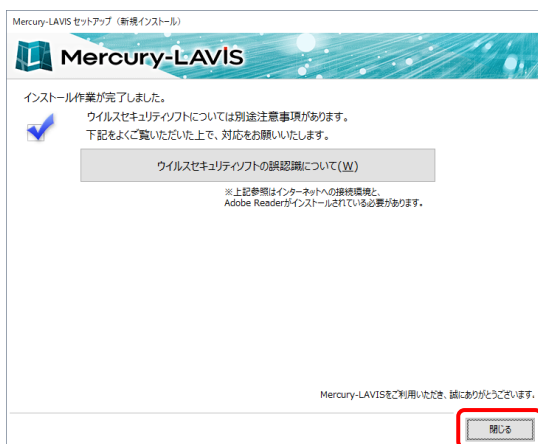 Mercury-LAVIS セットアップ（新規インストール）
Mercury-LAVIS
インストール作業が完了しました。
ウイルスセキュリティソフトについては別途注意事項があります。
下記をよくご覧いただいた上で、対応をお願いいたします。
ウイルスセキュリティソフトの誤認識について(W)
※上記参照はインターネットへの接続環境と、
Adobe Readerがインストールされている必要があります。
Mercury-LAVISをご利用いただき、誠にありがとうございます。
閉じる